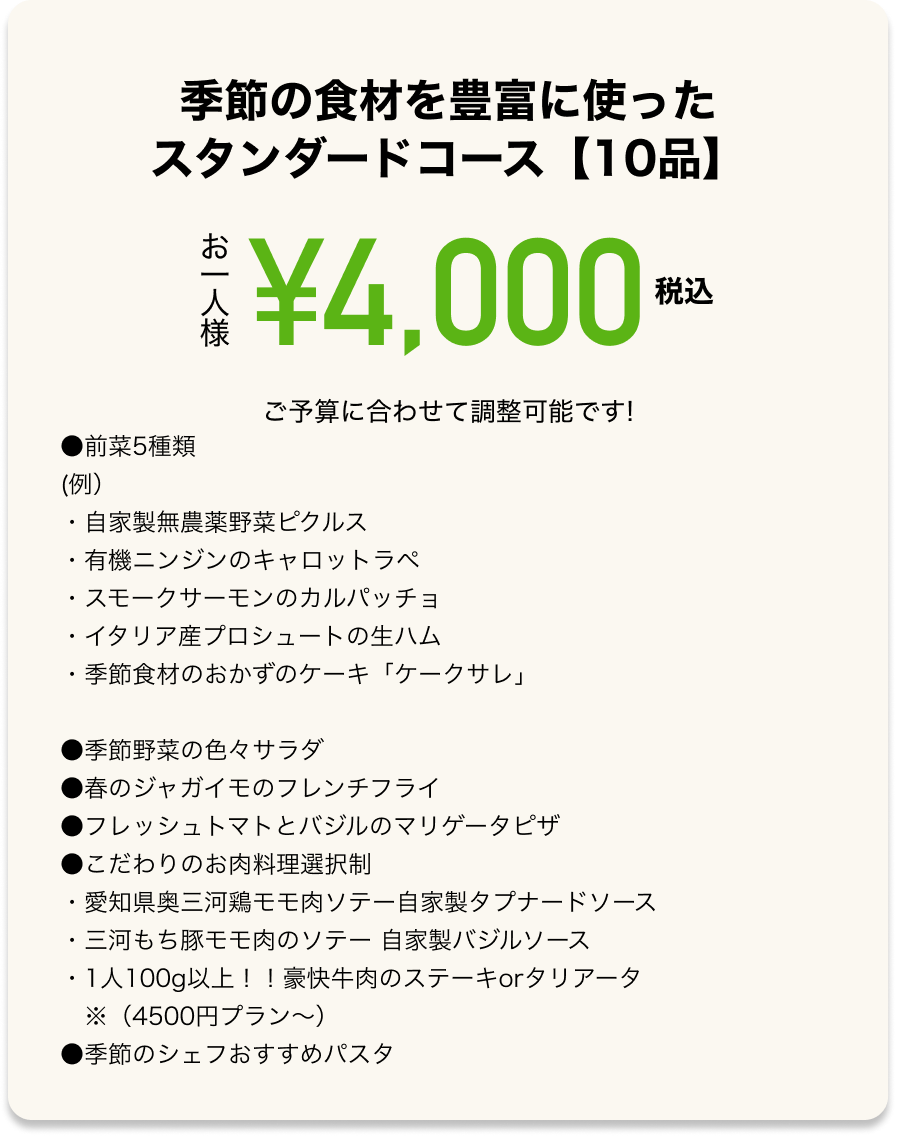 季節の食材を豊富に使った
スタンダードコース【10品】
お一人様
¥4,000
税込
ご予算に合わせて調整可能です!
●前菜5種類
(例）
・自家製無農薬野菜ピクルス
・有機ニンジンのキャロットラペ
・スモークサーモンのカルパッチョ
・イタリア産プロシュートの生ハム
・季節食材のおかずのケーキ「ケークサレ」
●季節野菜の色々サラダ
●春のジャガイモのフレンチフライ
●フレッシュトマトとバジルのマリゲータピザ
●こだわりのお肉料理選択制
・愛知県奥三河鶏モモ肉ソテー自家製タプナードソース
・三河もち豚モモ肉のソテー 自家製バジルソース
・1人100g以上！！豪快牛肉のステーキorタリアータ
※（4500円プラン〜）
●季節のシェフおすすめパスタ